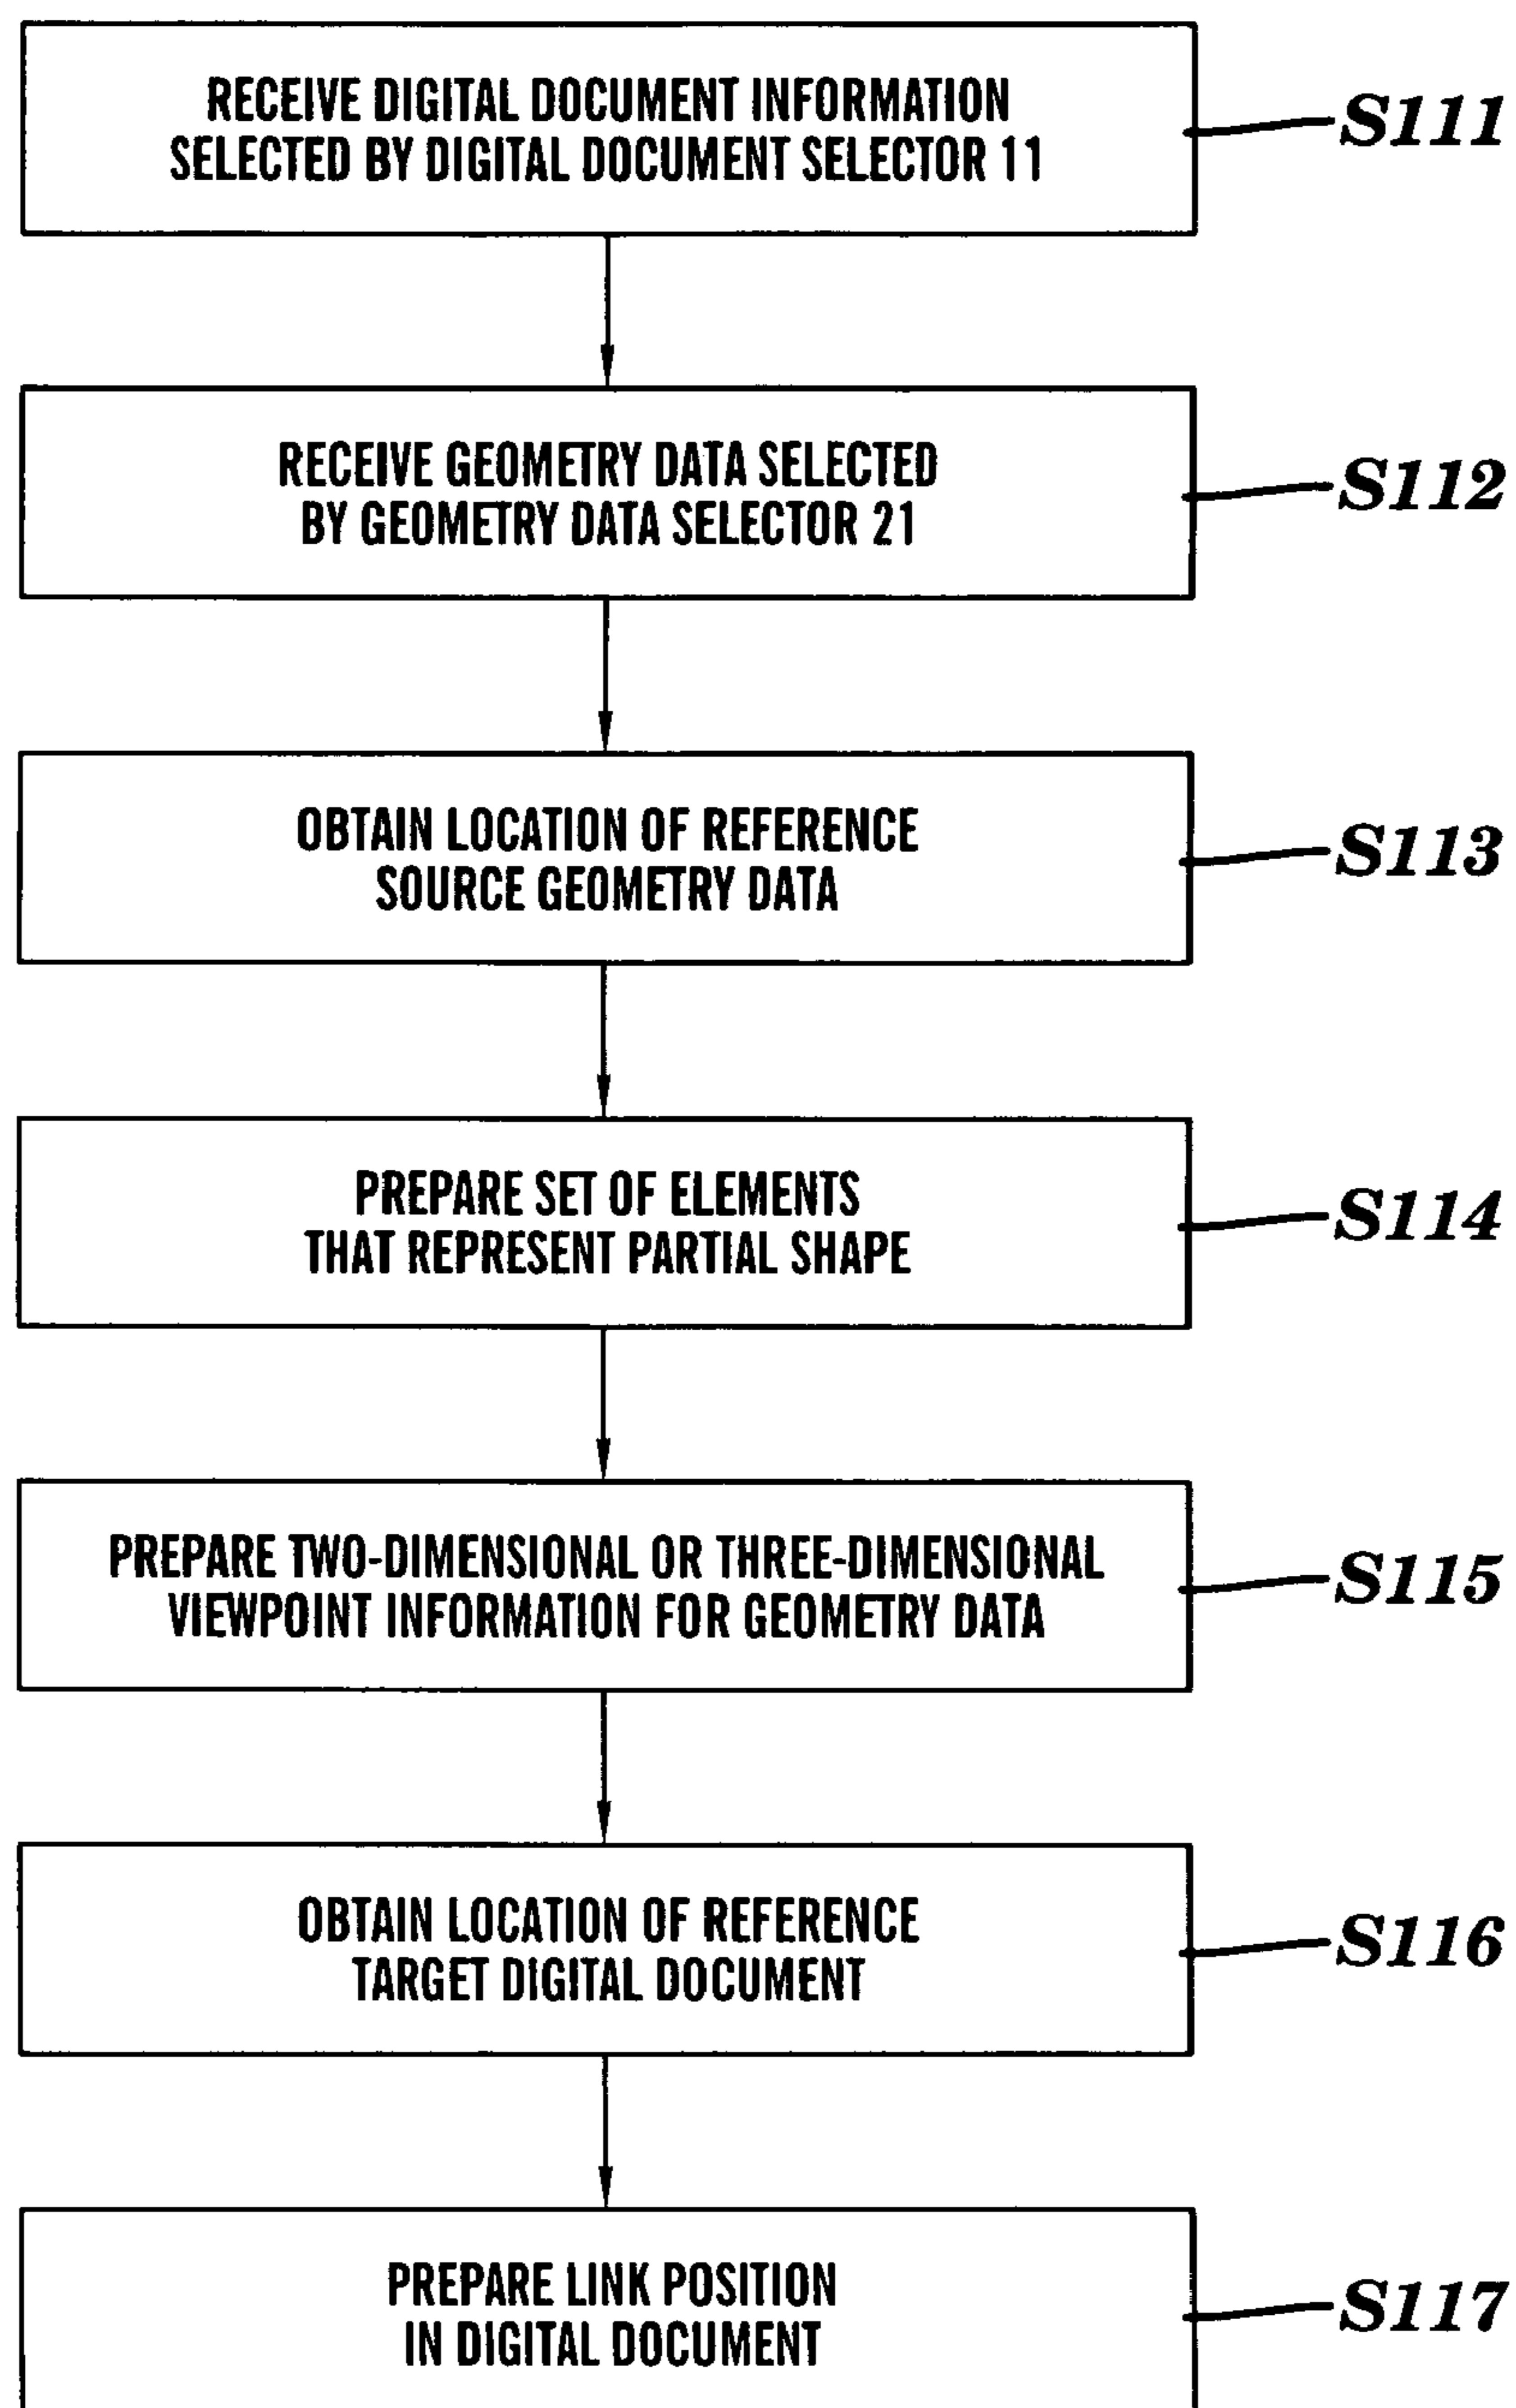 RECEIVE DIGITAL DOCUMENT INFORMATION
SELECTED BY DIGITAL DOCUMENT SELECTOR 11
S111
RECEIVE GEOMETRY DATA SELECTED
BY GEOMETRY DATA SELECTOR 21
S112
OBTAIN LOCATION OF REFERENCE
SOURCE GEOMETRY DATA
S113
PREPARE SET OF ELEMENTS
THAT REPRESENT PARTIAL SHAPE
S114
PREPARE TWO-DIMENSIONAL OR THREE-DIMENSIONAL
VIEWPOINT INFORMATION FOR GEOMETRY DATA
S115
OBTAIN LOCATION OF REFERENCE
TARGET DIGITAL DOCUMENT
S116
PREPARE LINK POSITION
IN DIGITAL DOCUMENT
S117